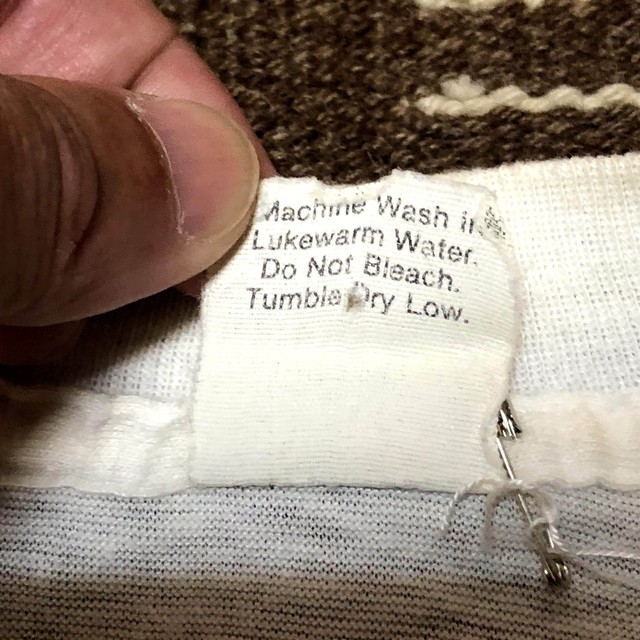 Machine Wash in
Lukewarm Water.
Do Not Bleach.
Tumble Dry Low.